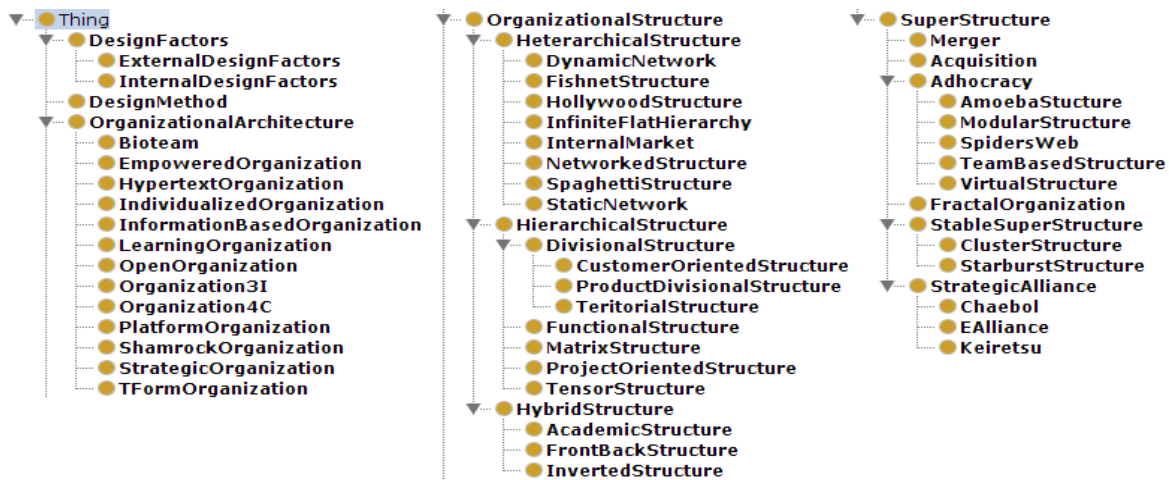 Thing
DesignFactors
ExternalDesignFactors
InternalDesignFactors
DesignMethod
OrganizationalArchitecture
Bioteam
EmpoweredOrganization
HypertextOrganization
IndividualizedOrganization
InformationBasedOrganization
LearningOrganization
OpenOrganization
Organization3I
Organization4C
PlatformOrganization
ShamrockOrganization
StrategicOrganization
TFormOrganization
OrganizationalStructure
HeterarchicalStructure
DynamicNetwork
FishnetStructure
HollywoodStructure
InfiniteFlatHierarchy
InternalMarket
NetworkedStructure
SpaghettiStructure
StaticNetwork
HierarchicalStructure
DivisionalStructure
CustomerOrientedStructure
ProductDivisionalStructure
TeritorialStructure
FunctionalStructure
MatrixStructure
ProjectOrientedStructure
TensorStructure
HybridStructure
AcademicStructure
FrontBackStructure
InvertedStructure
SuperStructure
Merger
Acquisition
Adhocracy
AmoebaStucture
ModularStructure
SpidersWeb
TeamBasedStructure
VirtualStructure
FractalOrganization
StableSuperStructure
ClusterStructure
StarburstStructure
StrategicAlliance
Chaebol
EAlliance
Keiretsu